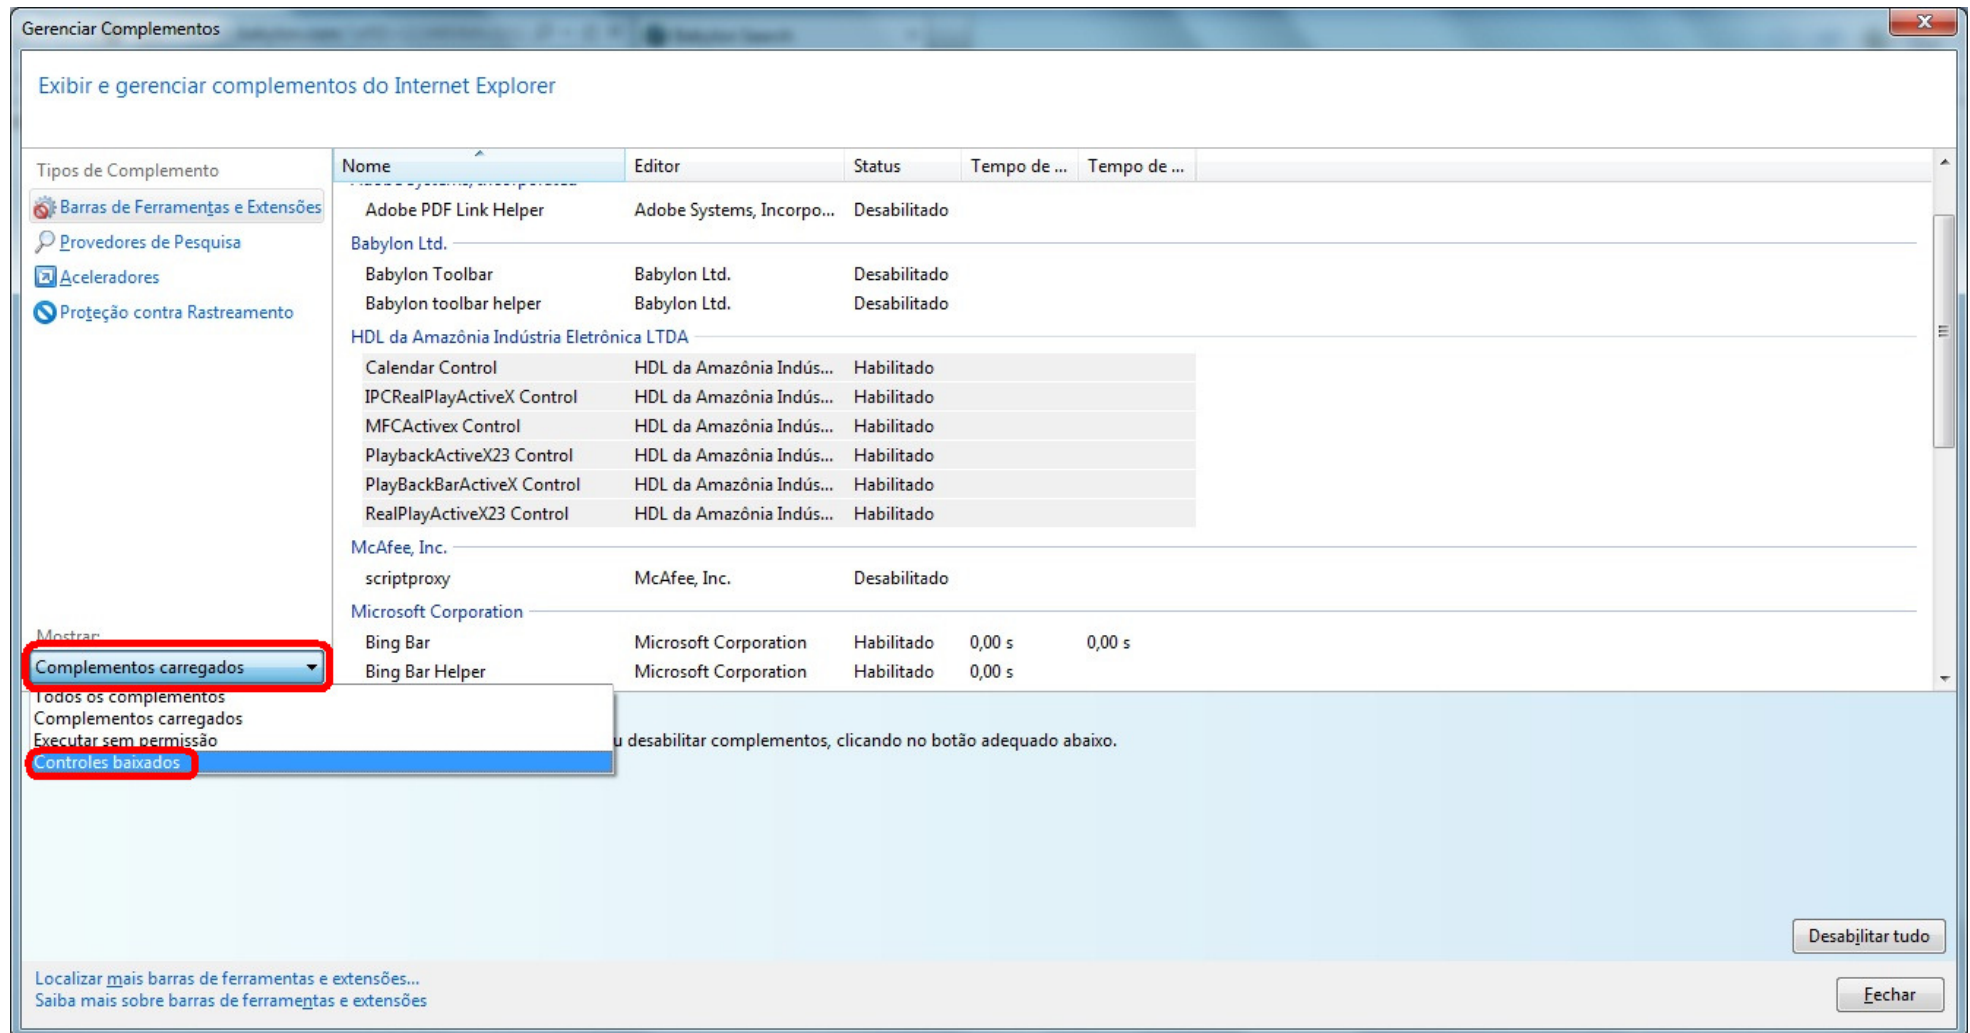 Gerenciar Complementos
Exibir e gerenciar complementos do Internet Explorer
Tipos de Complemento
Barras de Ferramentas e Extensões
Provedores de Pesquisa
Aceleradores
Proteção contra Rastreamento
Nome Editor Status Tempo de ... Tempo de ...
Adobe Systems, Incorporated
Adobe PDF Link Helper Adobe Systems, Incorpo... Desabilitado
Babylon Ltd.
Babylon Toolbar Babylon Ltd. Desabilitado
Babylon toolbar helper Babylon Ltd. Desabilitado
HDL da Amazônia Indústria Eletrônica LTDA
Calendar Control HDL da Amazônia Indús... Habilitado
IPCRealPlayActiveX Control HDL da Amazônia Indús... Habilitado
MFCActivex Control HDL da Amazônia Indús... Habilitado
PlaybackActiveX23 Control HDL da Amazônia Indús... Habilitado
PlayBackBarActiveX Control HDL da Amazônia Indús... Habilitado
RealPlayActiveX23 Control HDL da Amazônia Indús... Habilitado
McAfee, Inc.
scriptproxy McAfee, Inc. Desabilitado
Microsoft Corporation
Bing Bar Microsoft Corporation Habilitado 0,00 s 0,00 s
Bing Bar Helper Microsoft Corporation Habilitado 0,00 s
Mostrar:
Complementos carregados
Todos os complementos
Complementos carregados
Executar sem permissão
Controles baixados
u desabilitar complementos, clicando no botão adequado abaixo.
Desabilitar tudo
Localizar mais barras de ferramentas e extensões...
Saiba mais sobre barras de ferramentas e extensões
Fechar